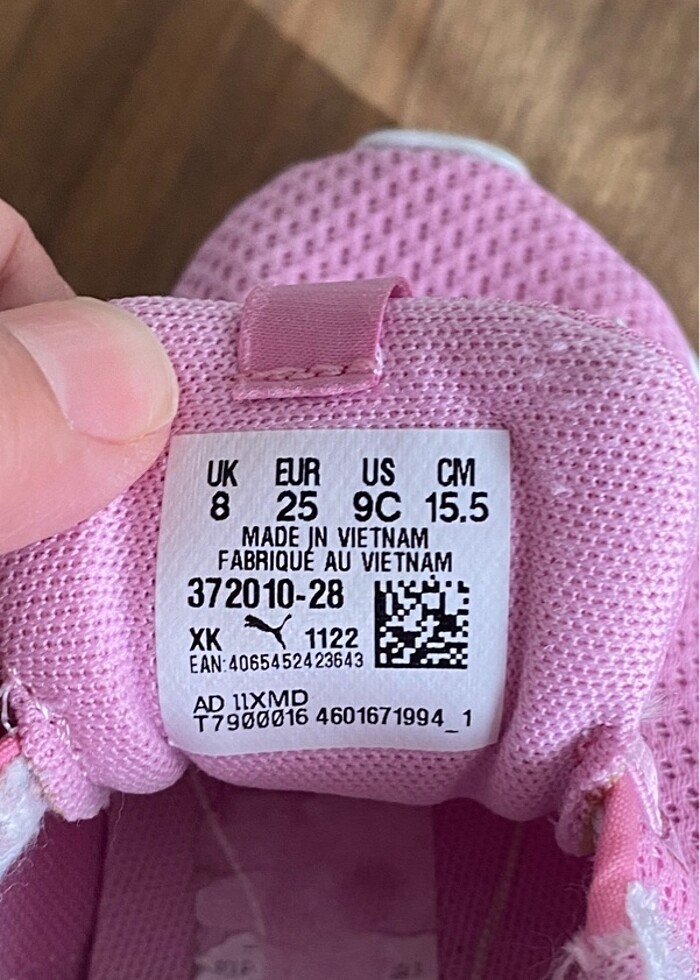 UK EUR US CM
8 25 9C 15.5
MADE IN VIETNAM
FABRIQUÉ AU VIETNAM
372010-28
XK 1122
EAN:4065452423643
AD 11XMD
T7900016 4601671994_1